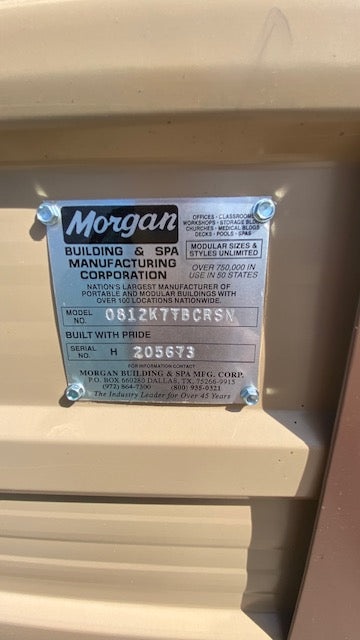 Morgan
BUILDING & SPA
MANUFACTURING
CORPORATION
OFFICES - CLASSROOMS
WORKSHOPS - STORAGE BLDGS
CHURCHES - MEDICAL BLDGS
DECKS - POOLS - SPAS
MODULAR SIZES &
STYLES UNLIMITED
OVER 750,000 IN
USE IN 50 STATES
NATION'S LARGEST MANUFACTURER OF
PORTABLE AND MODULAR BUILDINGS WITH
OVER 100 LOCATIONS NATIONWIDE.
MODEL NO. 0812K7TBCRSN
BUILT WITH PRIDE
SERIAL NO. H 205673
FOR INFORMATION CONTACT
MORGAN BUILDING & SPA MFG. CORP.
P.O. BOX 660280 DALLAS, TX. 75266-9915
(972) 864-7300 (800) 935-0321
The Industry Leader for Over 45 Years